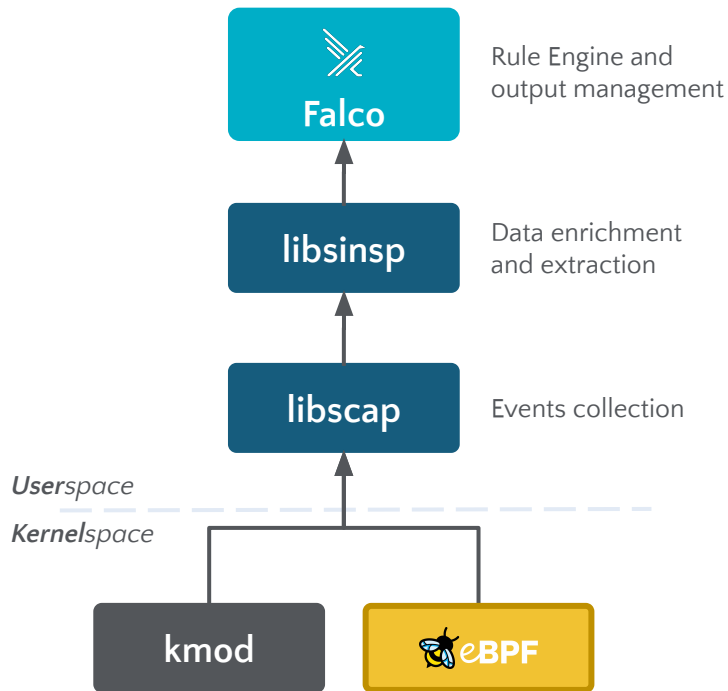 Falco
Rule Engine and
output management
libsinsp
Data enrichment
and extraction
libscap
Events collection
Userspace
Kernelspace
kmod
eBPF